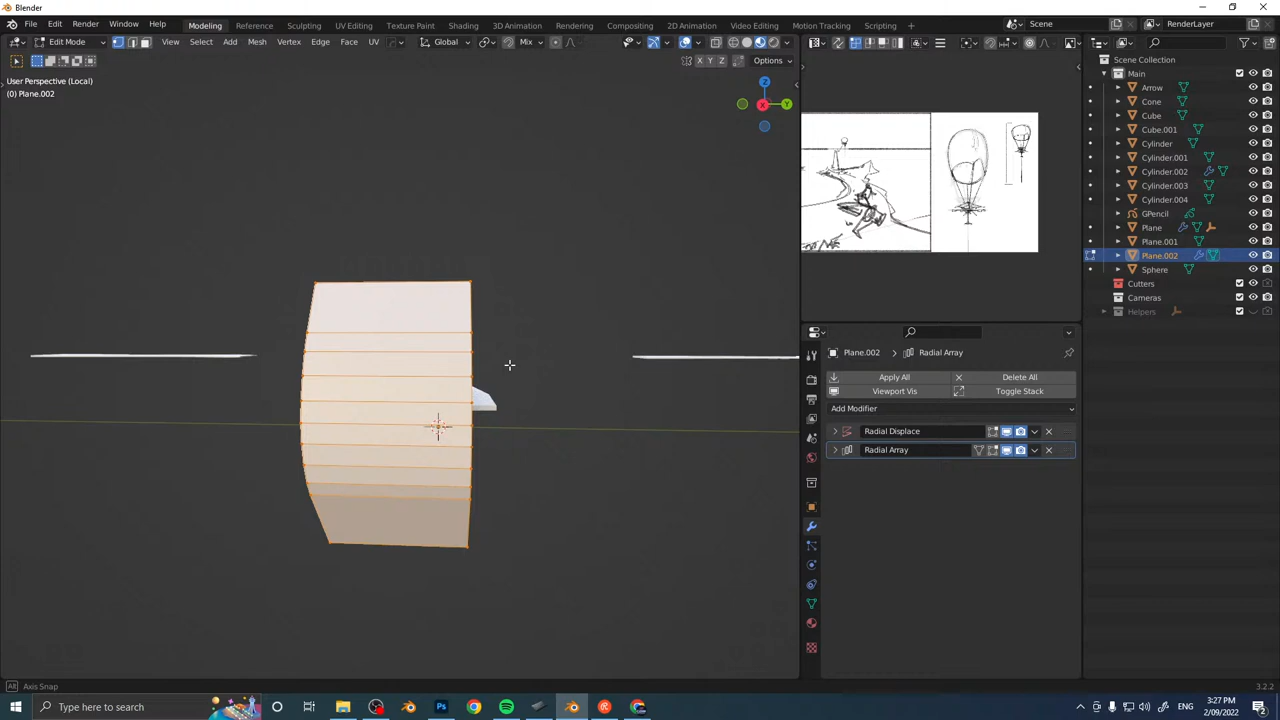 Blender
File Edit Render Window Help
Modeling Reference Sculpting UV Editing Texture Paint Shading 3D Animation Rendering Compositing 2D Animation Video Editing Motion Tracking Scripting
Scene RenderLayer
Edit Mode View Select Add Mesh Vertex Edge Face UV Global Mix
X Y Z Options
User Perspective (Local)
(0) Plane.002
Z
X
Y
Scene Collection
Main
Arrow
Cone
Cube
Cube.001
Cylinder
Cylinder.001
Cylinder.002
Cylinder.003
Cylinder.004
GPencil
Plane
Plane.001
Plane.002
Sphere
Cutters
Cameras
Helpers
Plane.002 Radial Array
Apply All Delete All
Viewport Vis Toggle Stack
Add Modifier
Radial Displace
Radial Array
Alt Axis Snap
3.2.2
Type here to search
3:27 PM
2/09/2022